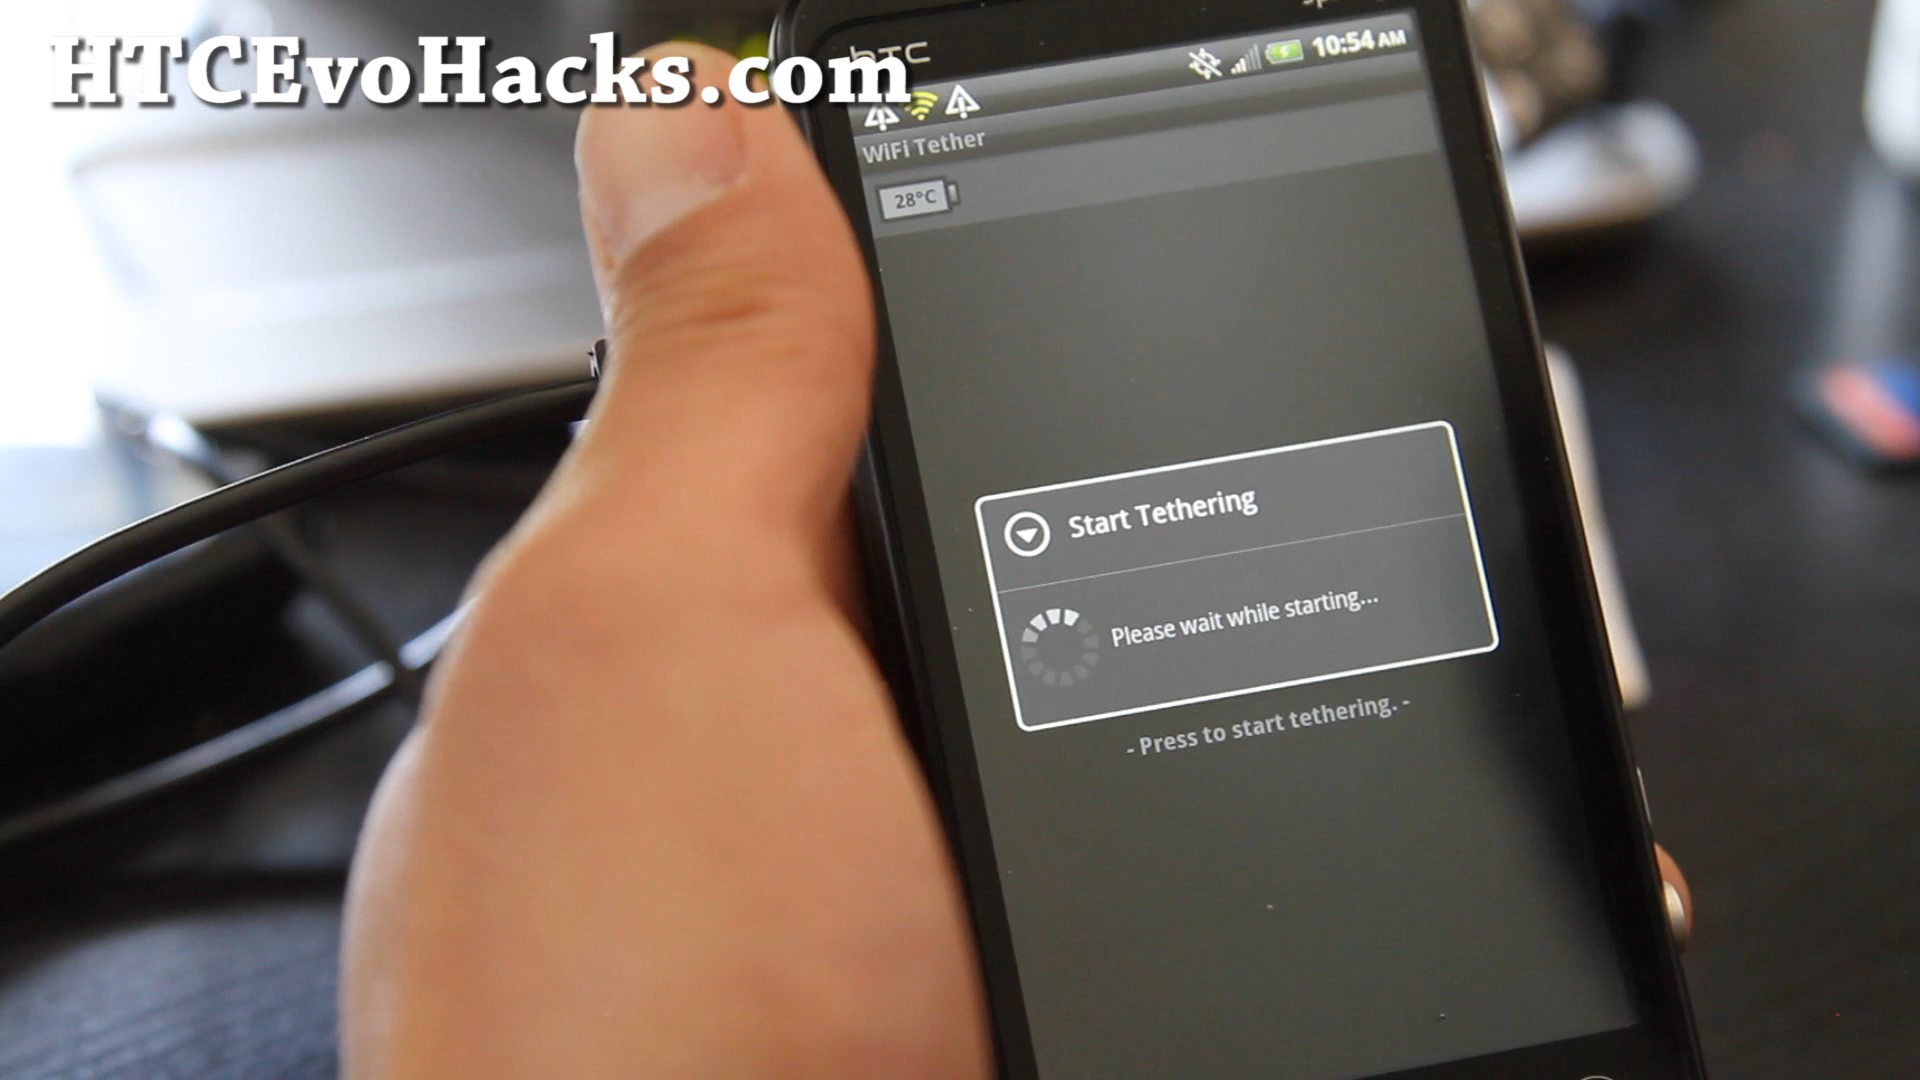 HTCEvoHacks.com
hTC
10:54 AM
WiFi Tether
28°C
Start Tethering
Please wait while starting...
- Press to start tethering. -